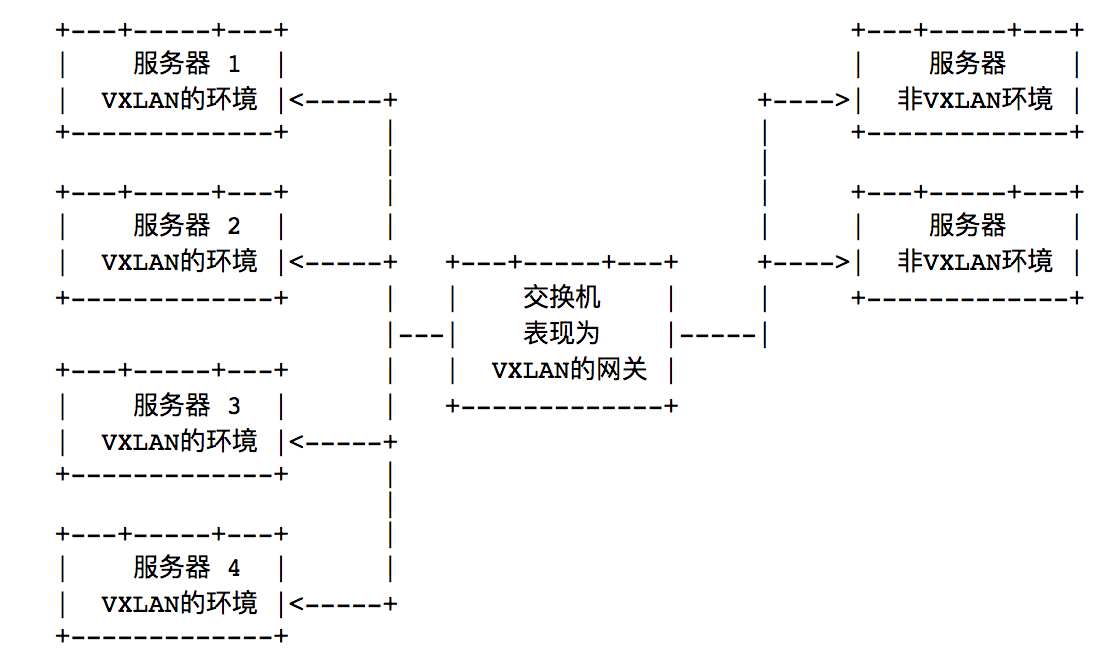 服务器 1
VXLAN的环境
服务器
非VXLAN环境
服务器 2
VXLAN的环境
服务器
非VXLAN环境
交换机
表现为
VXLAN的网关
服务器 3
VXLAN的环境
服务器 4
VXLAN的环境